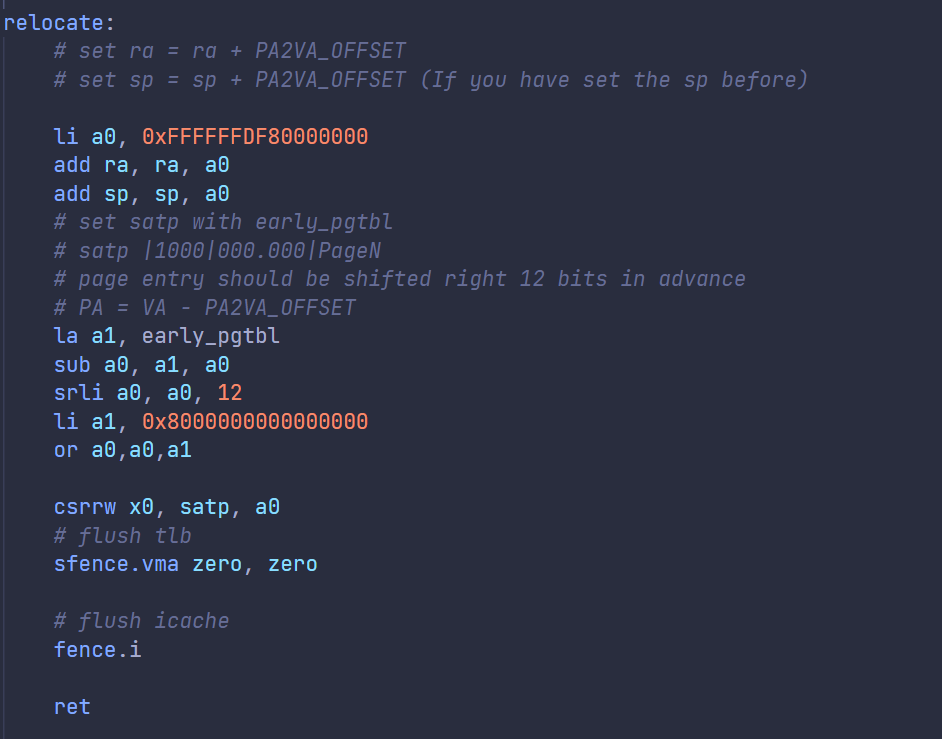 relocate:
# set ra = ra + PA2VA_OFFSET
# set sp = sp + PA2VA_OFFSET (If you have set the sp before)
li a0, 0xFFFFFFDF80000000
add ra, ra, a0
add sp, sp, a0
# set satp with early_pgtbl
# satp |1000|000.000|PageN
# page entry should be shifted right 12 bits in advance
# PA = VA - PA2VA_OFFSET
la a1, early_pgtbl
sub a0, a1, a0
srli a0, a0, 12
li a1, 0x8000000000000000
or a0,a0,a1
csrrw x0, satp, a0
# flush tlb
sfence.vma zero, zero
# flush icache
fence.i
ret